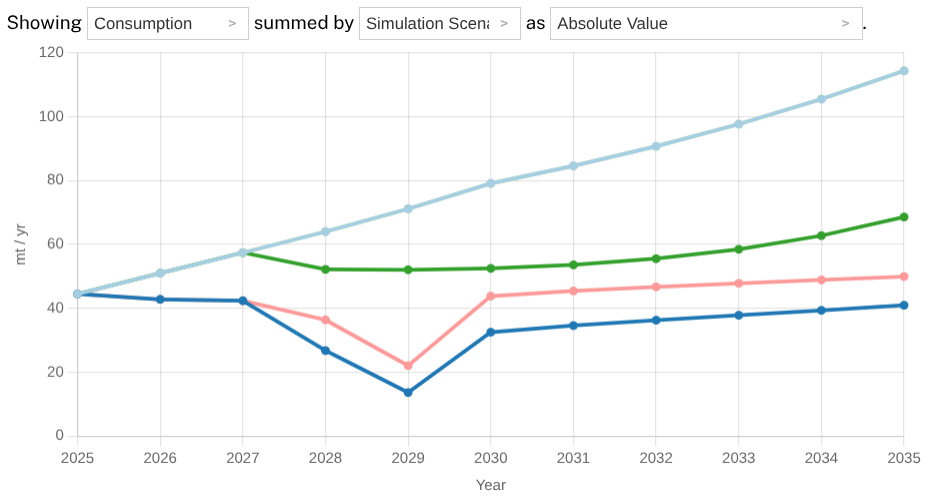 Showing Consumption > summed by Simulation Scena > as Absolute Value > .
120
100
80
60
40
20
0
mt / yr
2025 2026 2027 2028 2029 2030 2031 2032 2033 2034 2035
Year